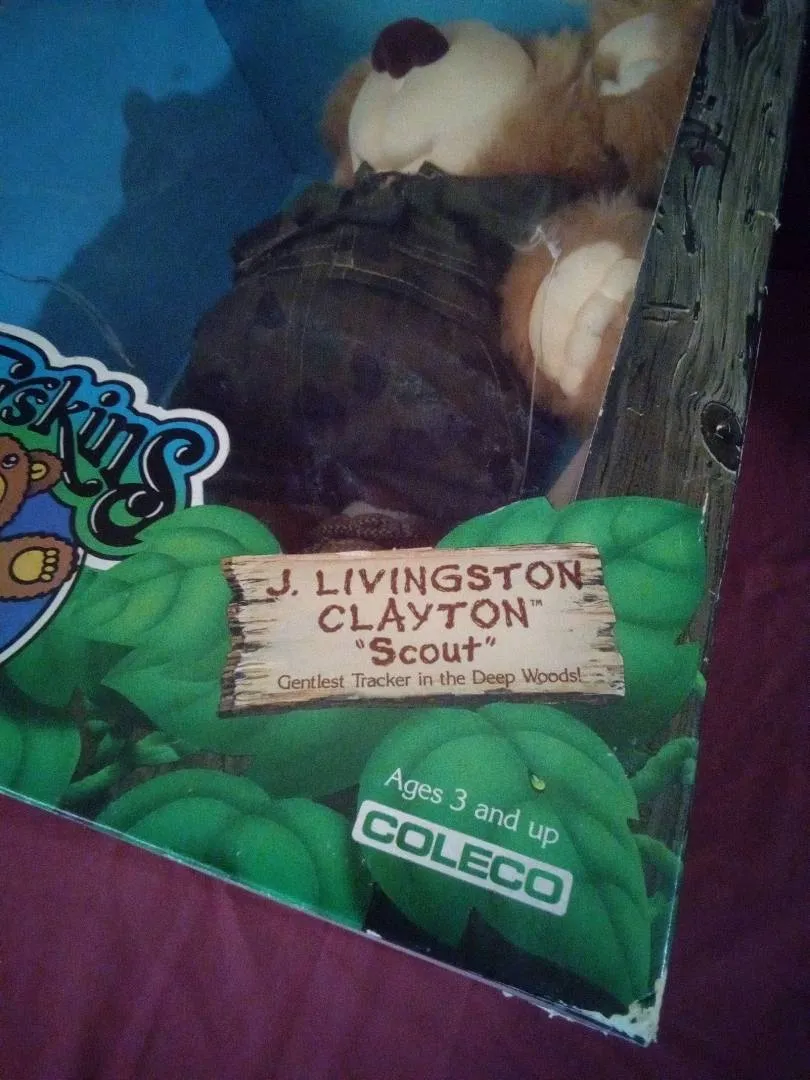 skins
J. LIVINGSTON
CLAYTON™
"Scout"
Gentlest Tracker in the Deep Woods!
Ages 3 and up
COLECO